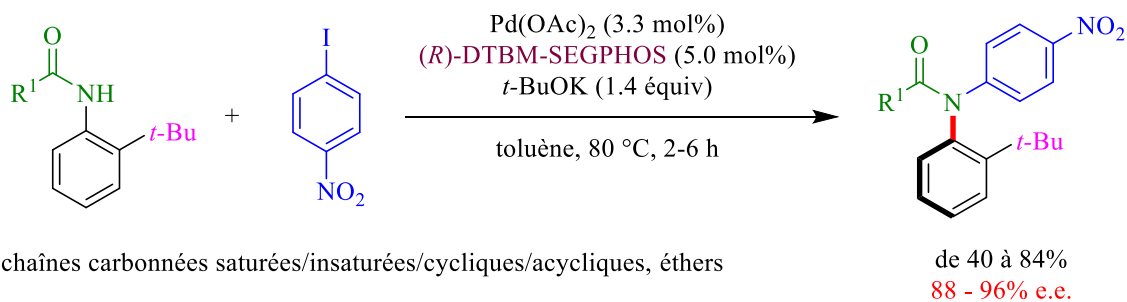 O
R¹
NH
t-Bu
+
I
NO₂
Pd(OAc)₂ (3.3 mol%)
(R)-DTBM-SEGPHOS (5.0 mol%)
t-BuOK (1.4 équiv)
toluène, 80 °C, 2-6 h
O
R¹
N
NO₂
t-Bu
chaînes carbonnées saturées/insaturées/cycliques/acycliques, éthers
de 40 à 84%
88 - 96% e.e.